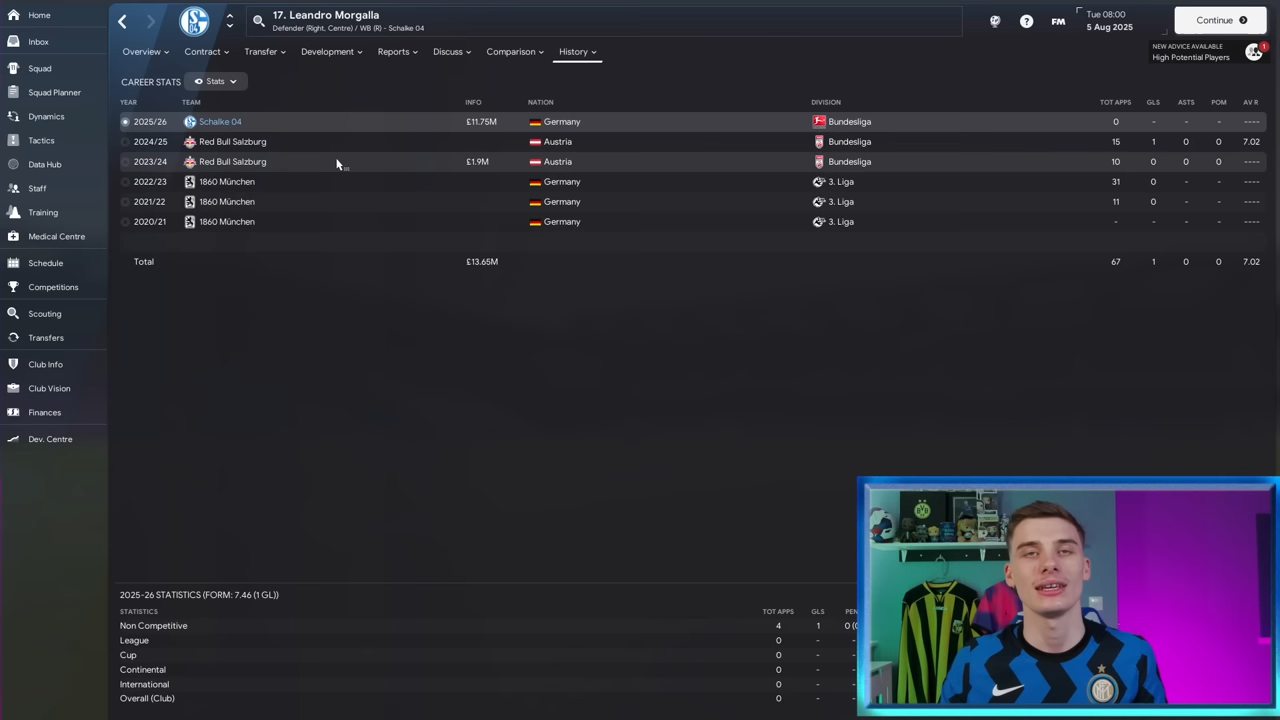 Home
Inbox
Squad
Squad Planner
Dynamics
Tactics
Data Hub
Staff
Training
Medical Centre
Schedule
Competitions
Scouting
Transfers
Club Info
Club Vision
Finances
Dev. Centre
17. Leandro Morgalla
Defender (Right, Centre) / WB (R) - Schalke 04
FM
Tue 08:00
5 Aug 2025
Continue
Overview Contract Transfer Development Reports Discuss Comparison History
NEW ADVICE AVAILABLE
High Potential Players
1
CAREER STATS Stats
YEAR TEAM INFO NATION DIVISION TOT APPS GLS ASTS POM AV R
2025/26 Schalke 04 £11.75M Germany Bundesliga 0 - - - ----
2024/25 Red Bull Salzburg Austria Bundesliga 15 1 0 0 7.02
2023/24 Red Bull Salzburg £1.9M Austria Bundesliga 10 0 - - ----
2022/23 1860 München Germany 3. Liga 31 0 - - ----
2021/22 1860 München Germany 3. Liga 11 0 - - ----
2020/21 1860 München Germany 3. Liga - - - - ----
Total £13.65M 67 1 0 0 7.02
2025-26 STATISTICS (FORM: 7.46 (1 GL))
STATISTICS TOT APPS GLS PEN
Non Competitive 4 1 0 (0
League 0 - -
Cup 0 - -
Continental 0 - -
International 0 - -
Overall (Club) 0 - -
BVB
09